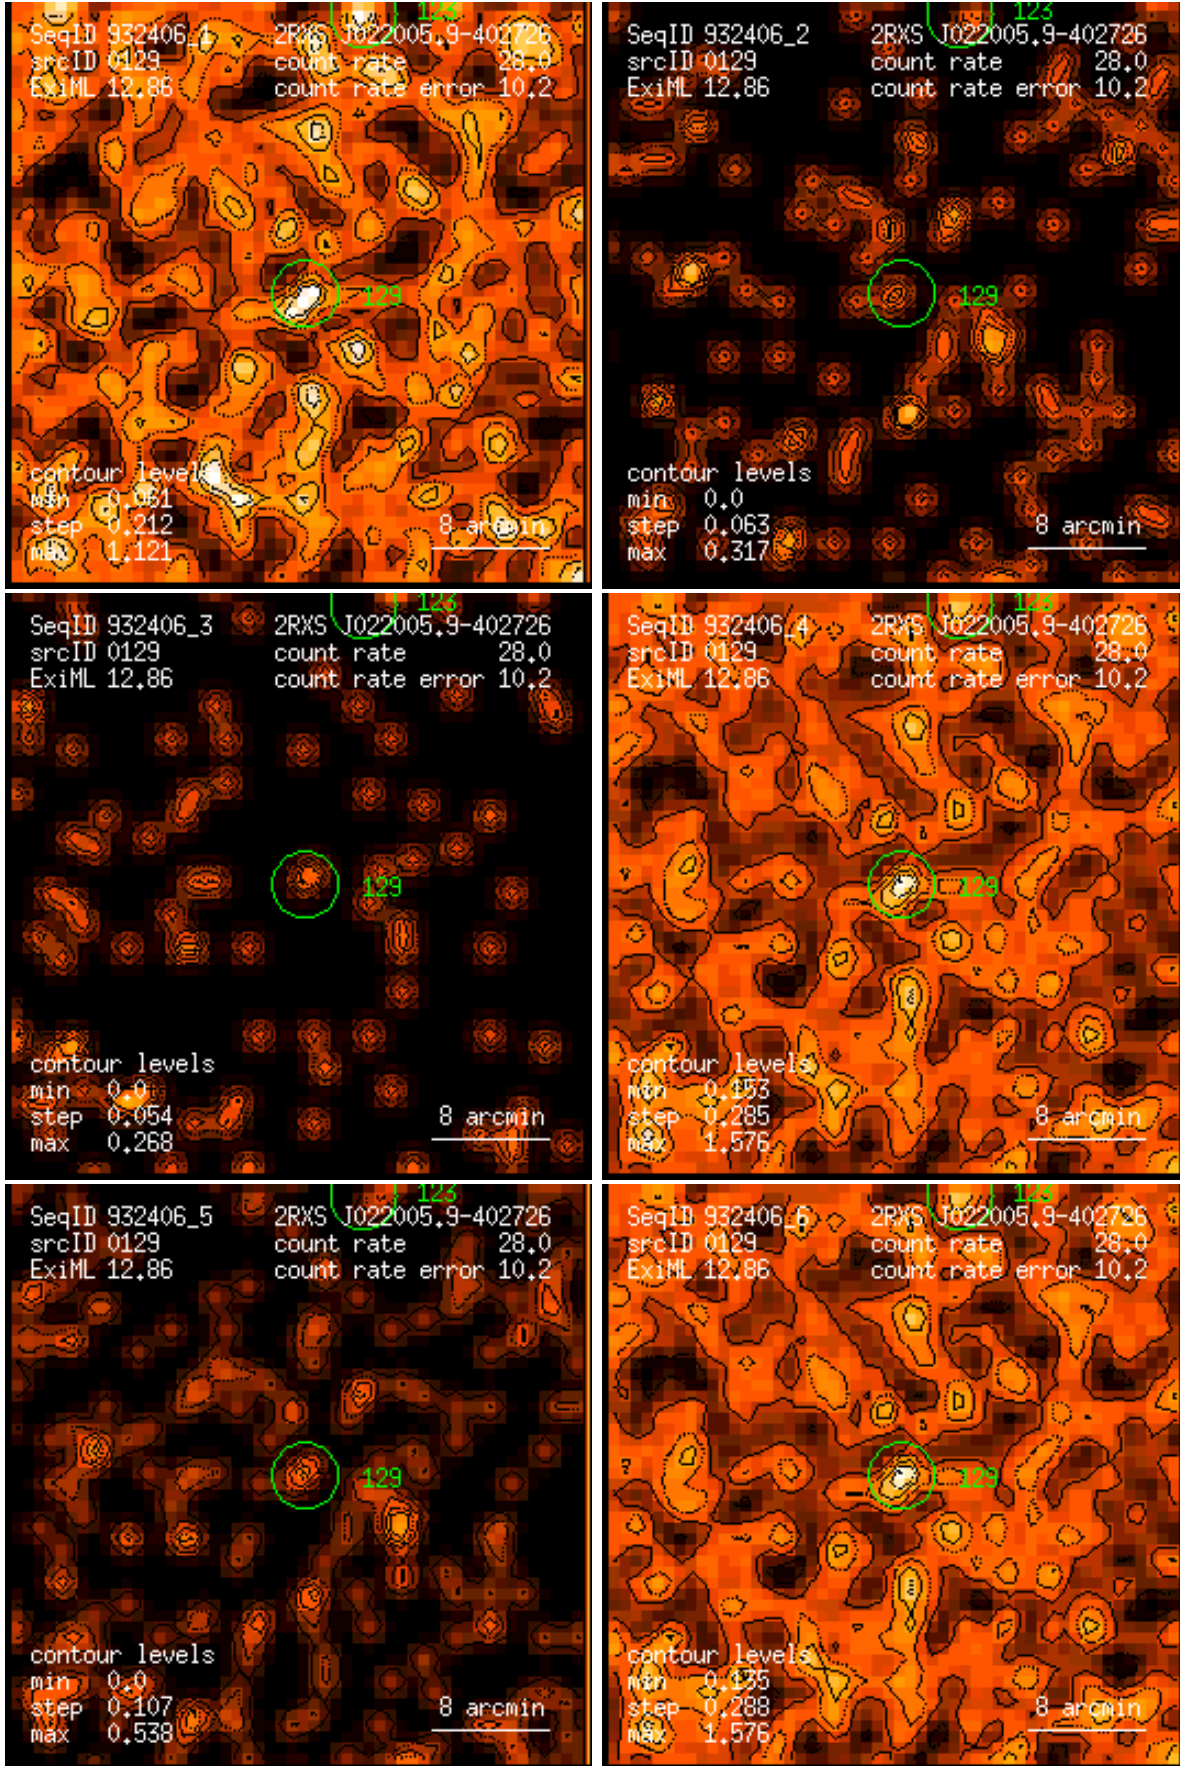 123
SeqID 932406_1 2RXS J022005.9-402726
srcID 0129 count rate 28.0
ExiML 12.86 count rate error 10.2
129
contour levels
min 0.061
step 0.212 8 arcmin
max 1.121
123
SeqID 932406_2 2RXS J022005.9-402726
srcID 0129 count rate 28.0
ExiML 12.86 count rate error 10.2
129
contour levels
min 0.0
step 0.063 8 arcmin
max 0.317
123
SeqID 932406_3 2RXS J022005.9-402726
srcID 0129 count rate 28.0
ExiML 12.86 count rate error 10.2
129
contour levels
min 0.0
step 0.054 8 arcmin
max 0.268
123
SeqID 932406_4 2RXS J022005.9-402726
srcID 0129 count rate 28.0
ExiML 12.86 count rate error 10.2
129
contour levels
min 0.153
step 0.285 8 arcmin
max 1.576
123
SeqID 932406_5 2RXS J022005.9-402726
srcID 0129 count rate 28.0
ExiML 12.86 count rate error 10.2
129
contour levels
min 0.0
step 0.107 8 arcmin
max 0.538
123
SeqID 932406_6 2RXS J022005.9-402726
srcID 0129 count rate 28.0
ExiML 12.86 count rate error 10.2
129
contour levels
min 0.135
step 0.288 8 arcmin
max 1.576